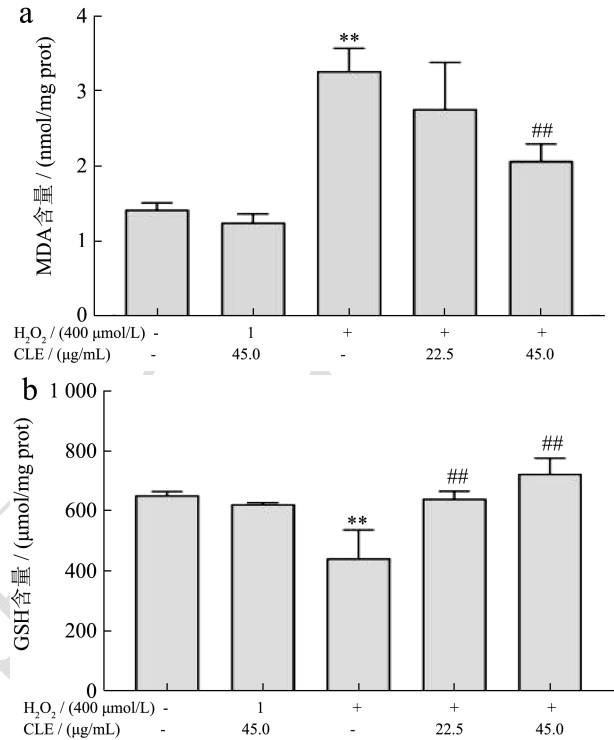 a
4
**
MDA含量 / (nmol/mg prot)
3
##
2
1
0
H₂O₂ / (400 μmol/L) - 1 + + +
CLE / (μg/mL) - 45.0 - 22.5 45.0
b
1 000
GSH含量 / (μmol/mg prot)
##
800
##
600
**
400
200
0
H₂O₂ / (400 μmol/L) - 1 + + +
CLE / (μg/mL) - 45.0 - 22.5 45.0